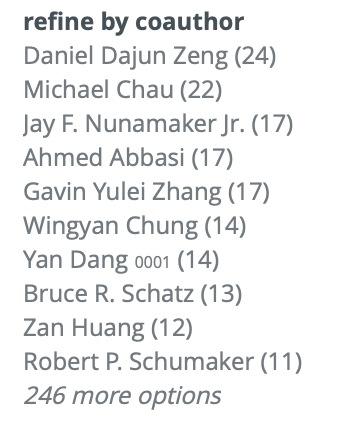 refine by coauthor
Daniel Dajun Zeng (24)
Michael Chau (22)
Jay F. Nunamaker Jr. (17)
Ahmed Abbasi (17)
Gavin Yulei Zhang (17)
Wingyan Chung (14)
Yan Dang 0001 (14)
Bruce R. Schatz (13)
Zan Huang (12)
Robert P. Schumaker (11)
246 more options